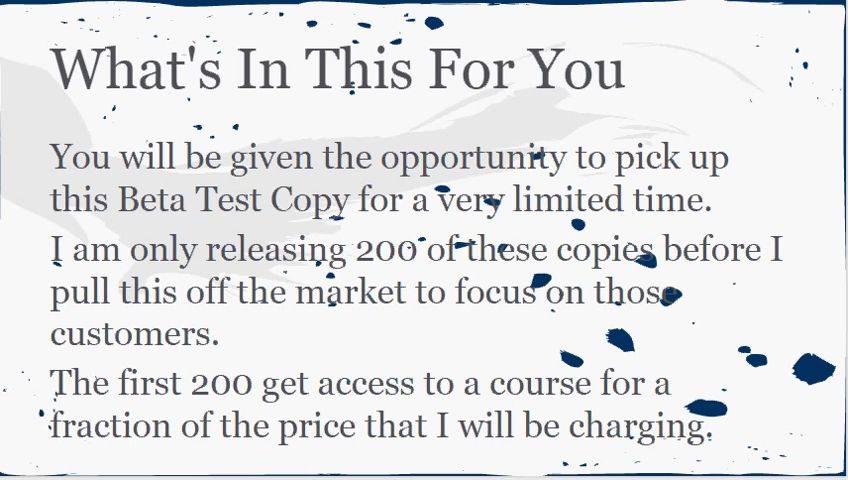 What's In This For You
You will be given the opportunity to pick up
this Beta Test Copy for a very limited time.
I am only releasing 200 of these copies before I
pull this off the market to focus on those
customers.
The first 200 get access to a course for a
fraction of the price that I will be charging.